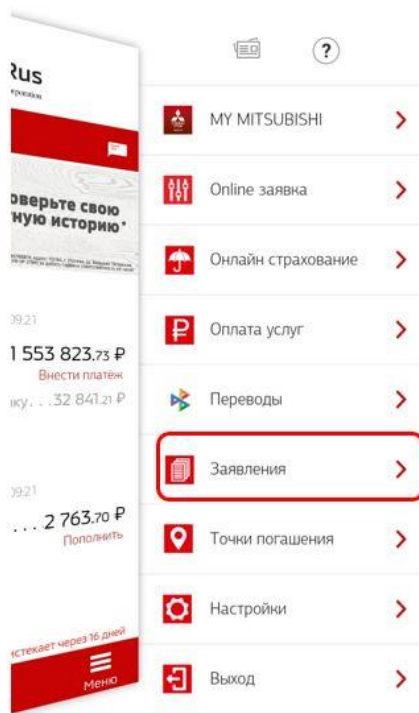 Rus
?
MY MITSUBISHI
Online заявка
Онлайн страхование
Оплата услуг
Переводы
Заявления
Точки погашения
Настройки
Выход
оверьте свою
ную историю*
09.21
1 553 823.73 ₽
Внести платёж
ку...32 841.21 ₽
09.21
... 2 763.70 ₽
Пополнить
истекает через 16 дней
Меню